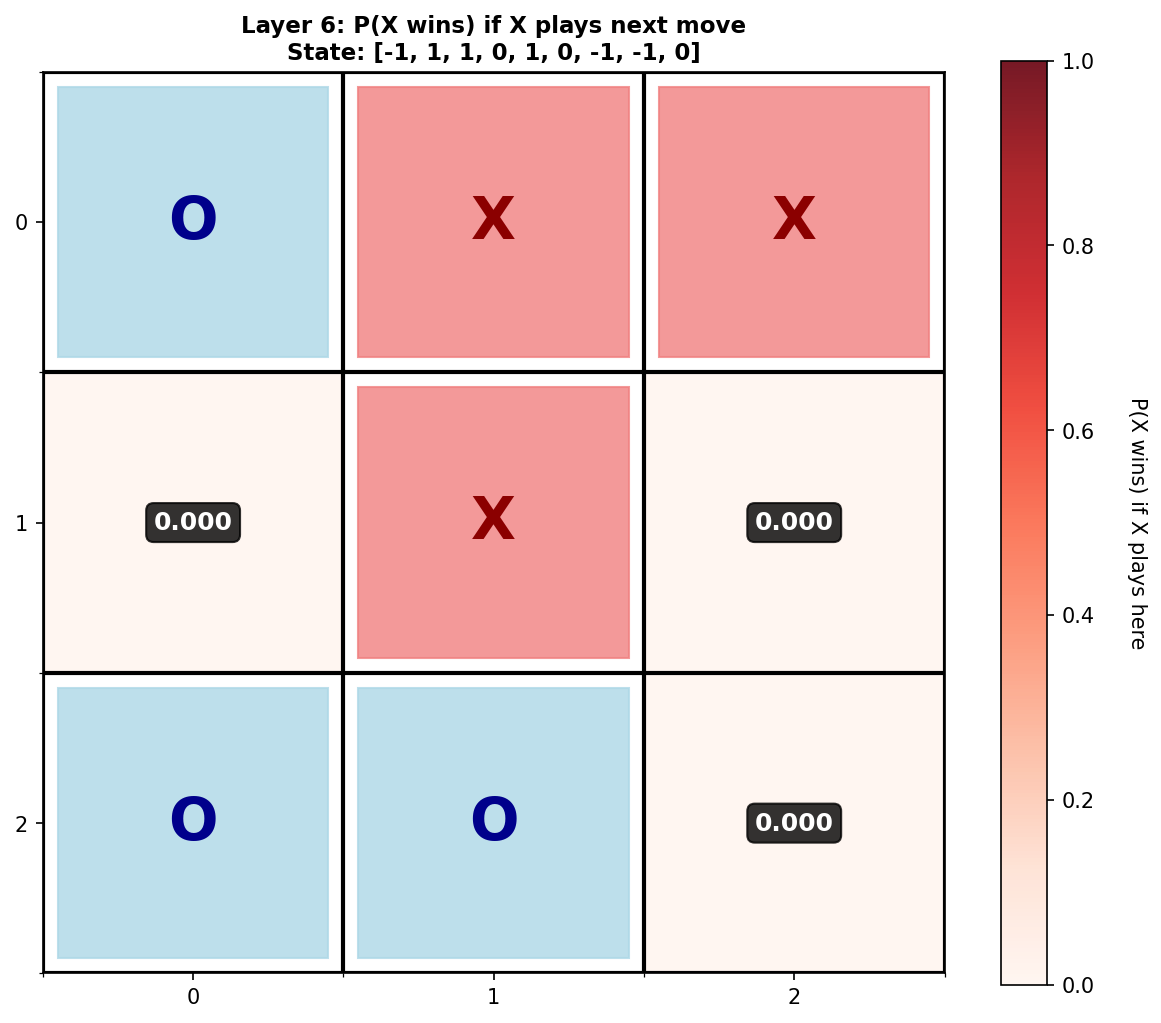 Layer 6: P(X wins) if X plays next move
State: [-1, 1, 1, 0, 1, 0, -1, -1, 0]
0
O
X
X
1
0.000
X
0.000
2
O
O
0.000
0
1
2
1.0
0.8
0.6
0.4
0.2
0.0
P(X wins) if X plays here